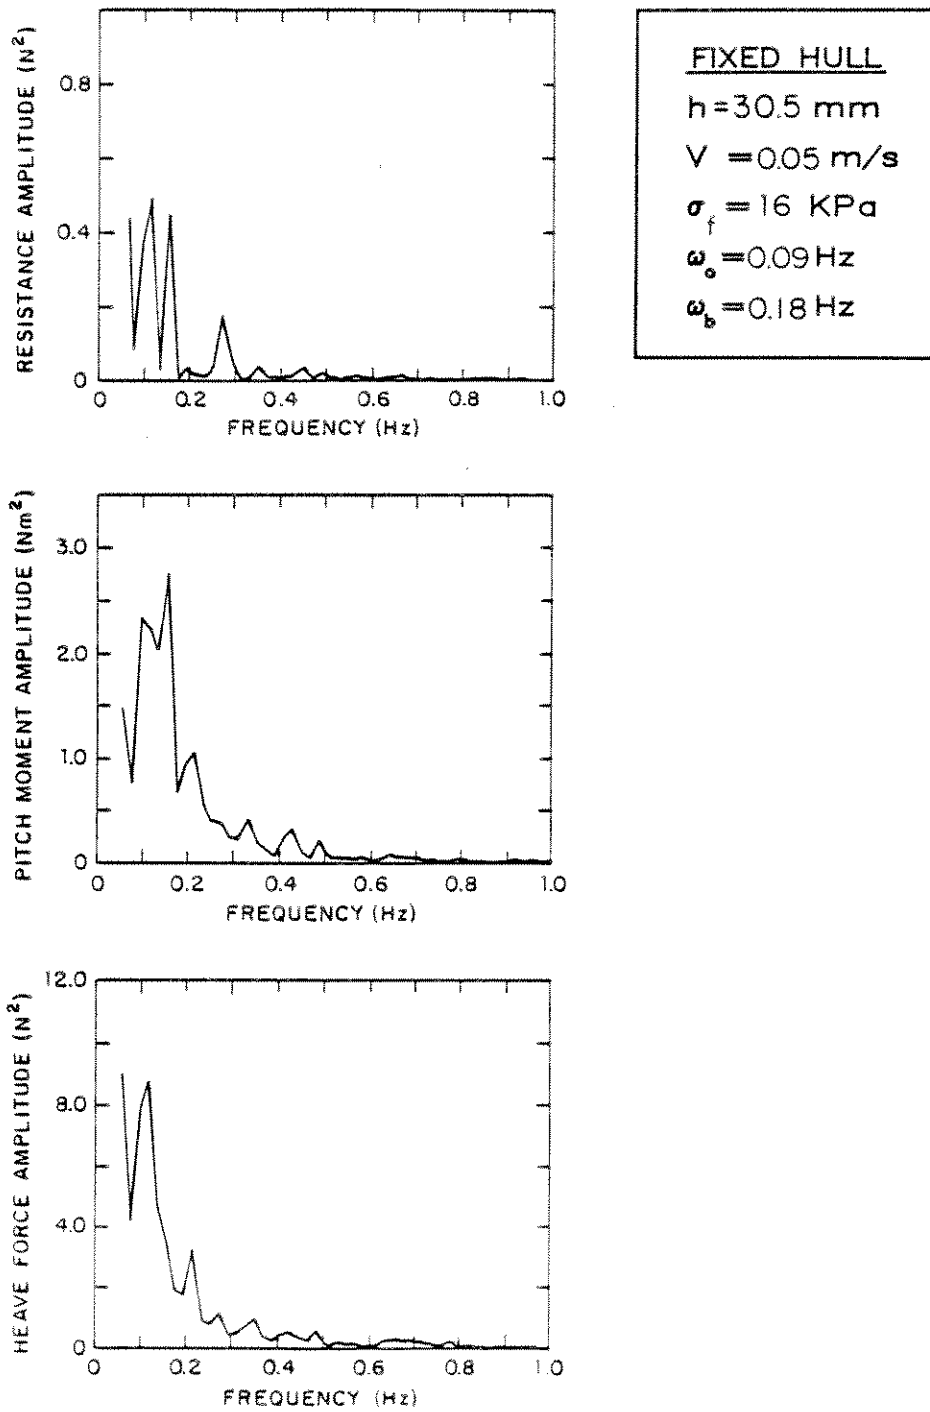 RESISTANCE AMPLITUDE (N²)
0.8
0.4
0
0 0.2 0.4 0.6 0.8 1.0
FREQUENCY (Hz)
FIXED HULL
h = 30.5 mm
V = 0.05 m/s
σ_f = 16 KPa
ω_o = 0.09 Hz
ω_b = 0.18 Hz
PITCH MOMENT AMPLITUDE (Nm²)
3.0
2.0
1.0
0
0 0.2 0.4 0.6 0.8 1.0
FREQUENCY (Hz)
HEAVE FORCE AMPLITUDE (N²)
12.0
8.0
4.0
0
0 0.2 0.4 0.6 0.8 1.0
FREQUENCY (Hz)